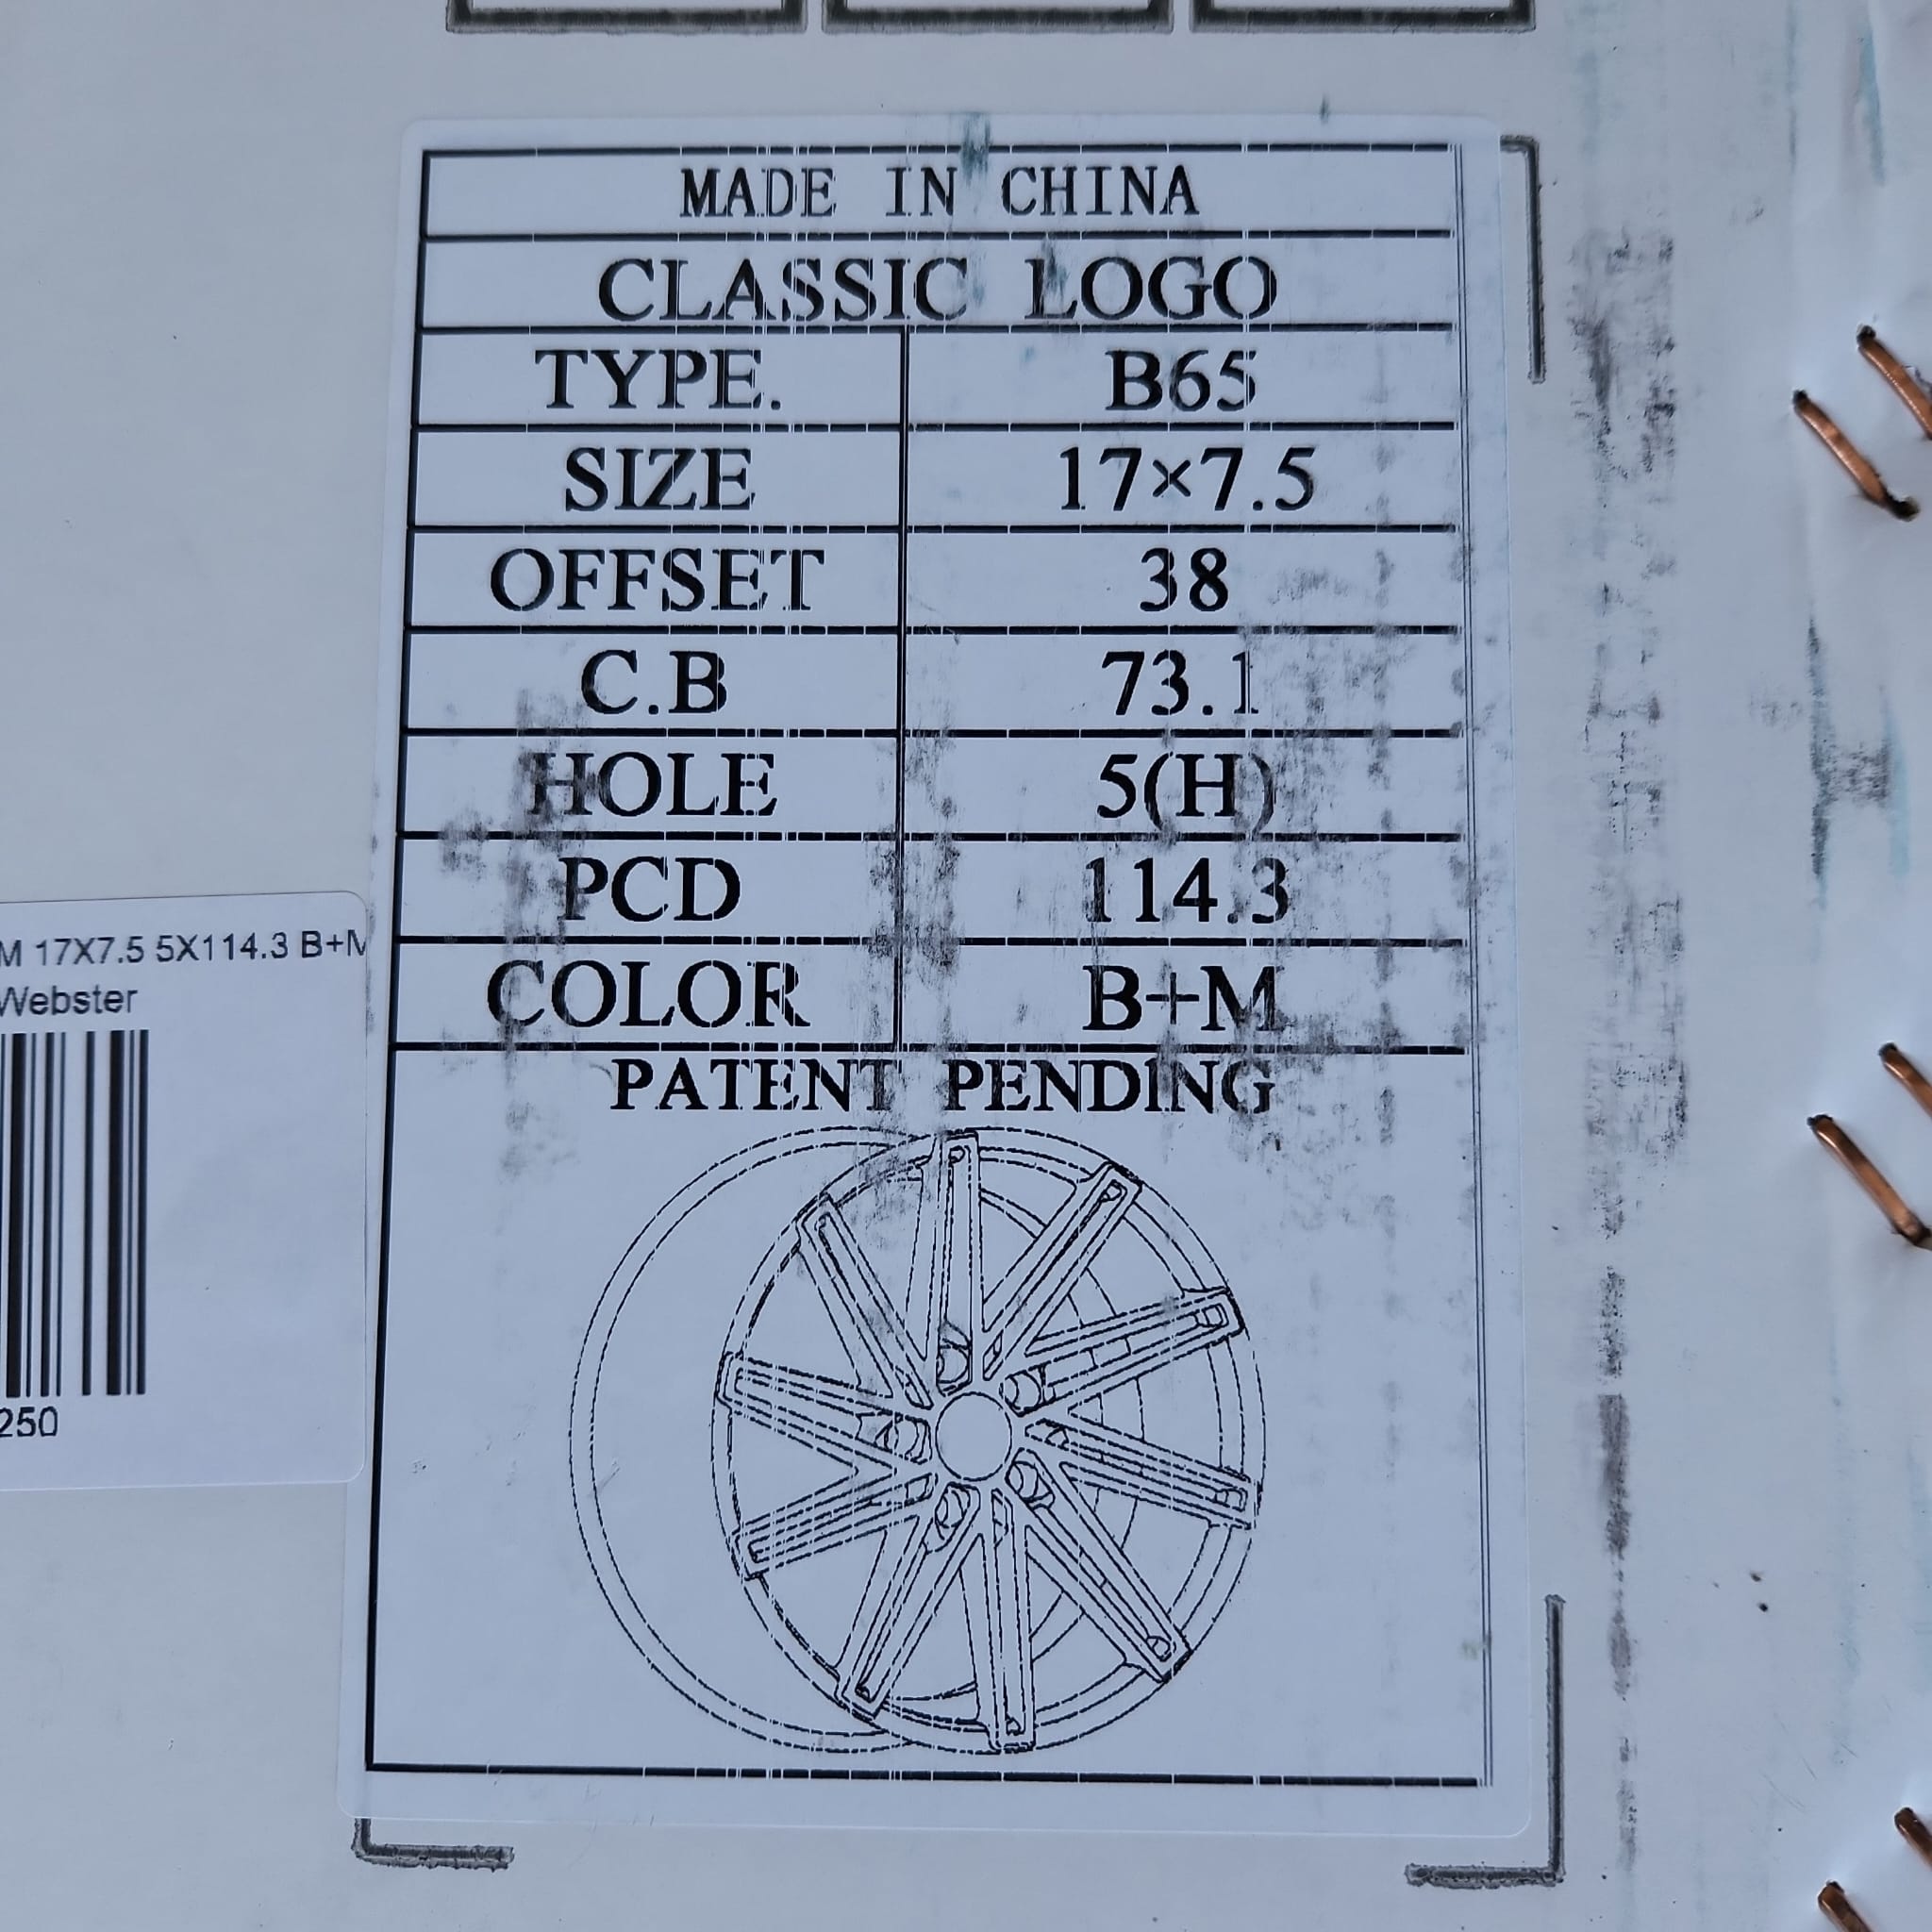 MADE IN CHINA
CLASSIC LOGO
TYPE. B65
SIZE 17×7.5
OFFSET 38
C.B 73.1
HOLE 5(H)
PCD 114.3
COLOR B+M
PATENT PENDING
M 17X7.5 5X114.3 B+M
Webster
250